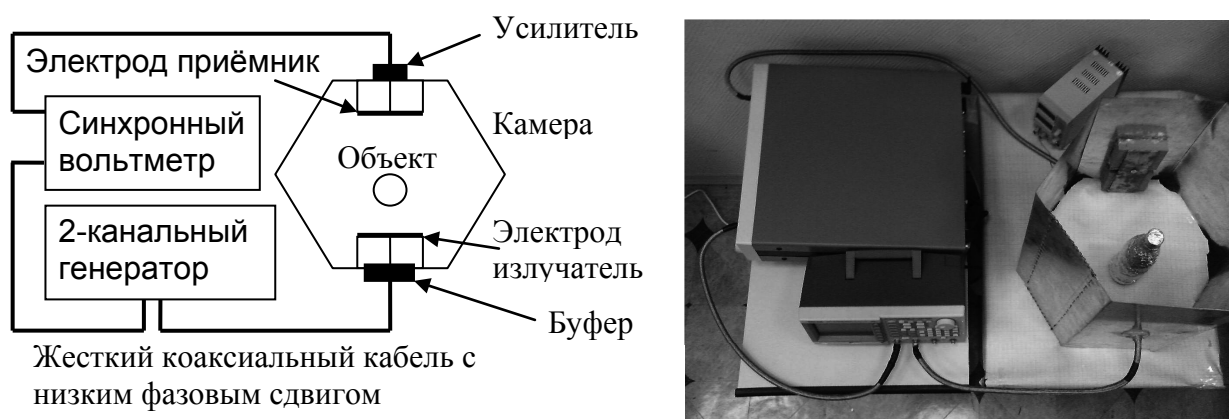 Усилитель
Электрод приёмник
Синхронный
вольтметр
Камера
Объект
2-канальный
генератор
Электрод
излучатель
Буфер
Жесткий коаксиальный кабель с
низким фазовым сдвигом